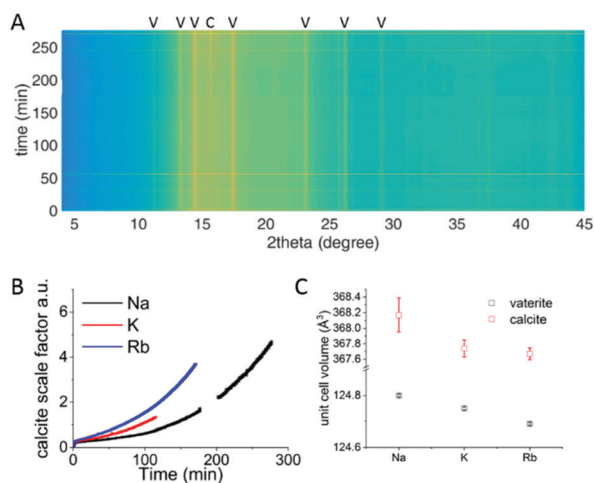 A
V V V C V V V V
time (min)
250
200
150
100
50
0
5 10 15 20 25 30 35 40 45
2theta (degree)
B
calcite scale factor a.u.
6
4
2
0
Na
K
Rb
0 100 200 300
Time (min)
C
unit cell volume (Å³)
368.4
368.2
368.0
367.8
367.6
124.8
124.6
vaterite
calcite
Na K Rb